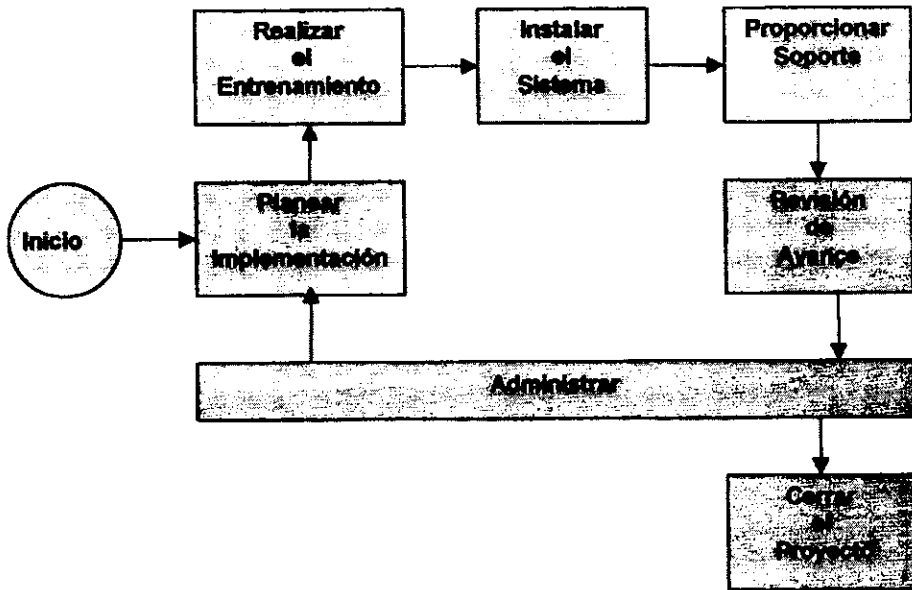 Realizar
el
Entrenamiento
Instalar
el
Sistema
Proporcionar
Soporte
Inicio
Planear
la
Implementación
Revisión
de
Avance
Administrar
Cerrar
el
Proyecto